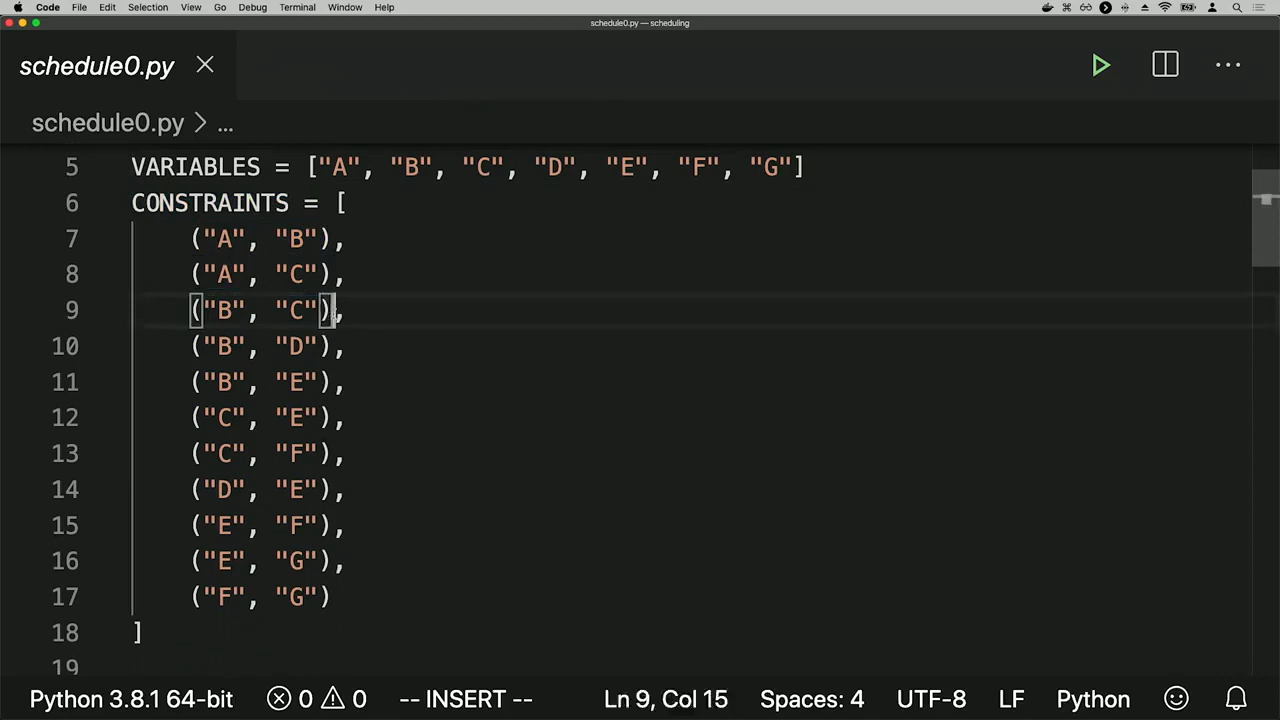 Code File Edit Selection View Go Debug Terminal Window Help
schedule0.py — scheduling
schedule0.py
schedule0.py > ...
5 VARIABLES = ["A", "B", "C", "D", "E", "F", "G"]
6 CONSTRAINTS = [
7 ("A", "B"),
8 ("A", "C"),
9 ("B", "C"),
10 ("B", "D"),
11 ("B", "E"),
12 ("C", "E"),
13 ("C", "F"),
14 ("D", "E"),
15 ("E", "F"),
16 ("E", "G"),
17 ("F", "G")
18 ]
19
Python 3.8.1 64-bit 0 0 -- INSERT -- Ln 9, Col 15 Spaces: 4 UTF-8 LF Python